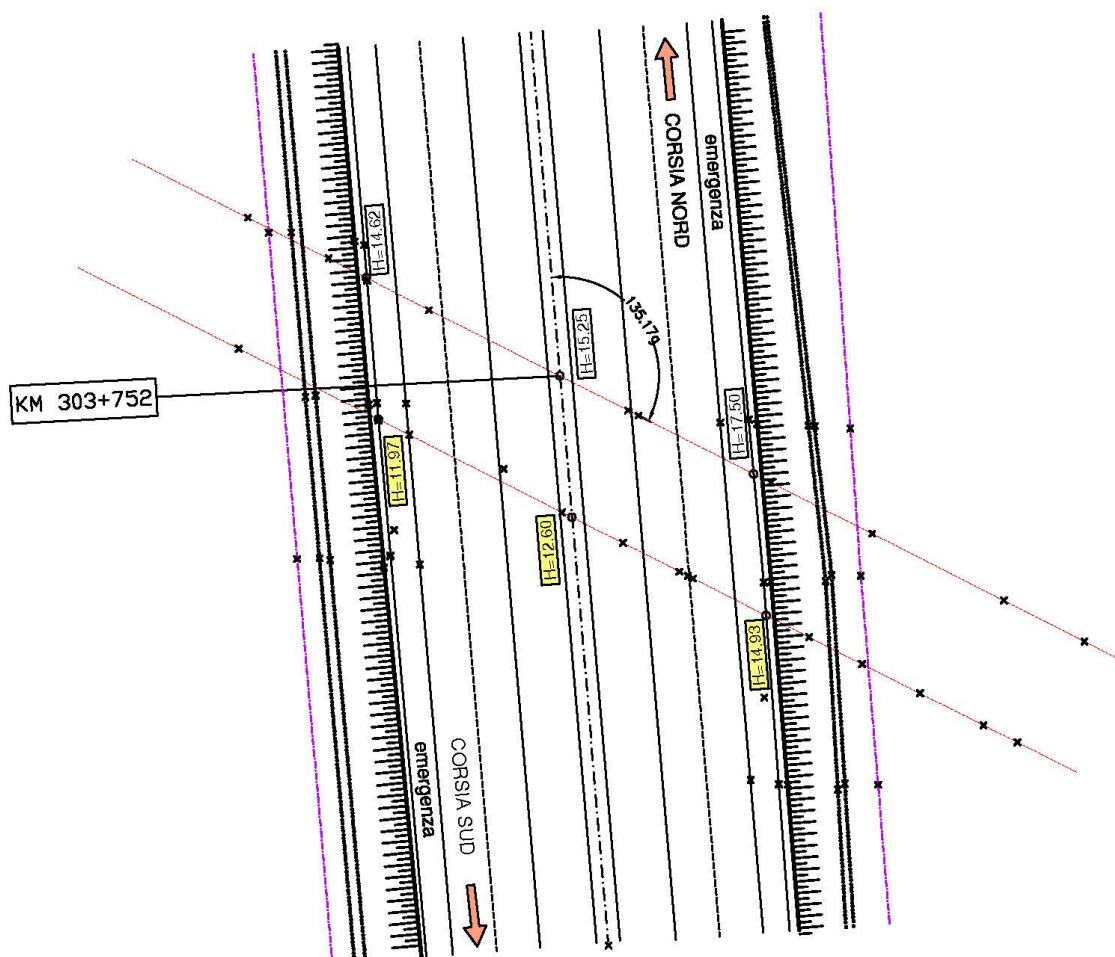 CORSIA NORD
emergenza
H=14.62
135.179
H=15.25
KM 303+752
H=17.50
H=11.97
H=12.60
H=14.93
emergenza
CORSIA SUD